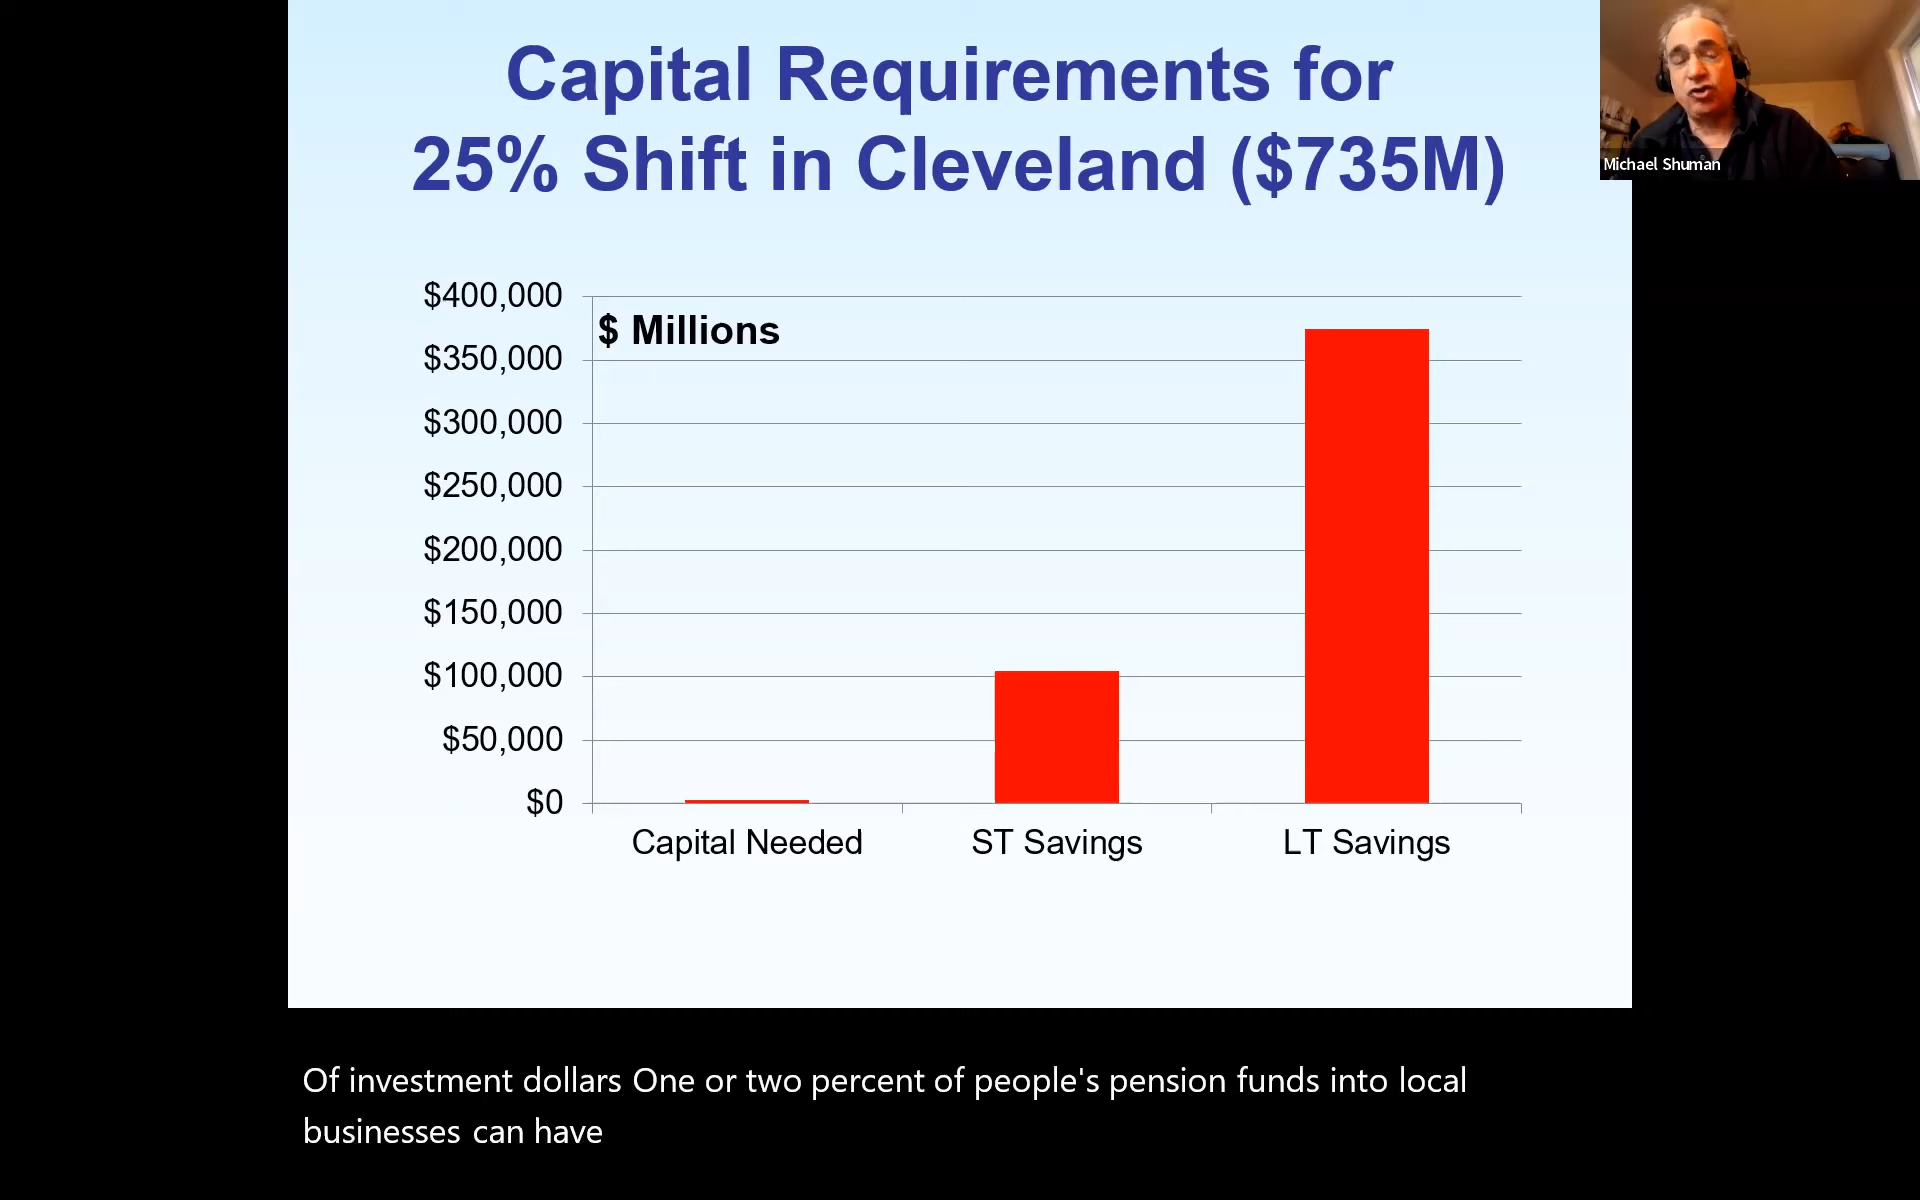 Capital Requirements for
25% Shift in Cleveland ($735M)
Michael Shuman
$400,000
$ Millions
$350,000
$300,000
$250,000
$200,000
$150,000
$100,000
$50,000
$0
Capital Needed
ST Savings
LT Savings
Of investment dollars One or two percent of people's pension funds into local
businesses can have